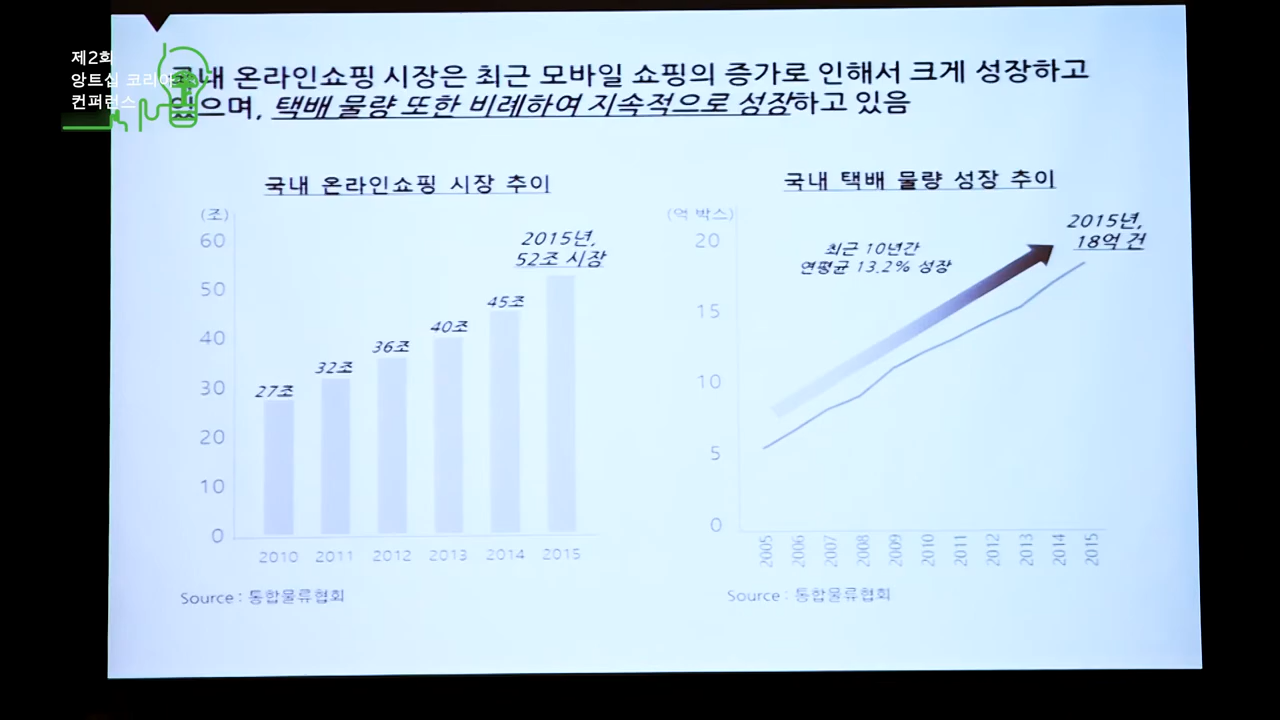 제2회
앙트십 코리아
컨퍼런스
국내 온라인쇼핑 시장은 최근 모바일 쇼핑의 증가로 인해서 크게 성장하고
있으며, 택배 물량 또한 비례하여 지속적으로 성장하고 있음
국내 온라인쇼핑 시장 추이
(조)
60
50
40
30
20
10
0
27조
32조
36조
40조
45조
2015년,
52조 시장
2010 2011 2012 2013 2014 2015
Source : 통합물류협회
국내 택배 물량 성장 추이
(억 박스)
20
15
10
5
0
최근 10년간
연평균 13.2% 성장
2015년,
18억 건
2005 2006 2007 2008 2009 2010 2011 2012 2013 2014 2015
Source : 통합물류협회